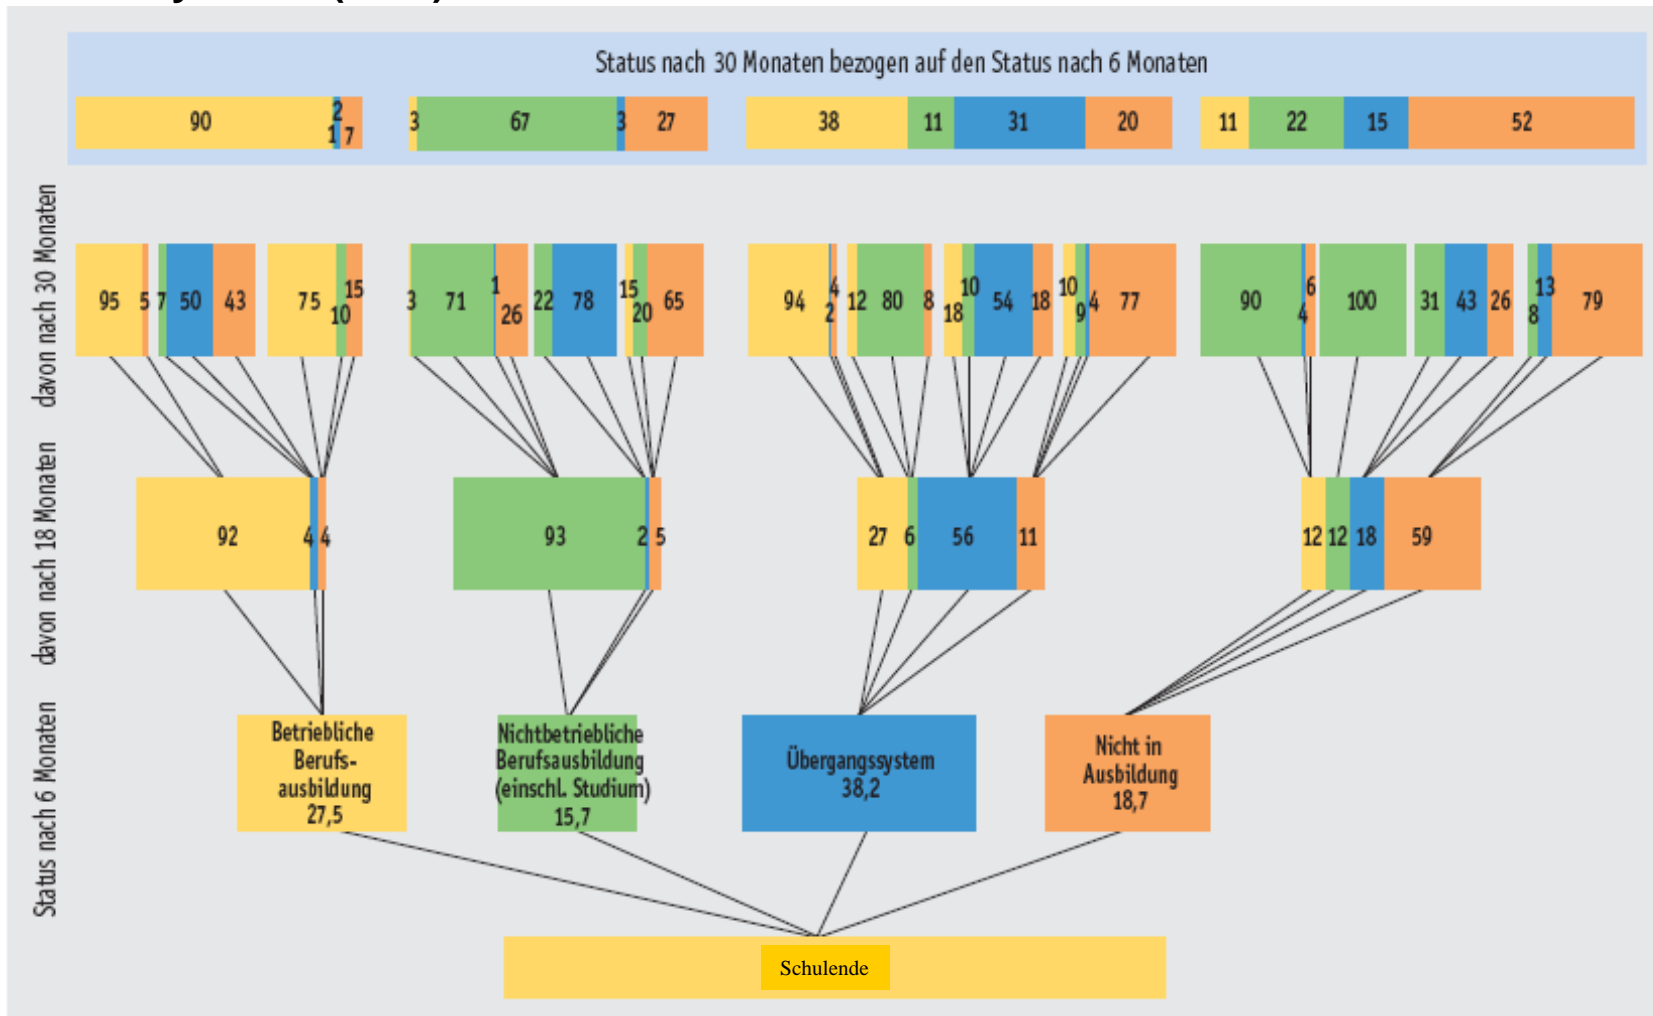 Status nach 30 Monaten bezogen auf den Status nach 6 Monaten
90 1 2 7 3 67 3 27 38 11 31 20 11 22 15 52
davon nach 30 Monaten
95 5 7 50 43 75 10 15 3 71 1 26 22 78 15 20 65 94 2 4 12 80 8 18 10 54 18 10 9 4 77 90 4 6 100 31 43 26 8 13 79
davon nach 18 Monaten
92 4 4 93 2 5 27 6 56 11 12 12 18 59
Status nach 6 Monaten
Betriebliche
Berufs-
ausbildung
27,5
Nichtbetriebliche
Berufsausbildung
(einschl. Studium)
15,7
Übergangssystem
38,2
Nicht in
Ausbildung
18,7
Schulende